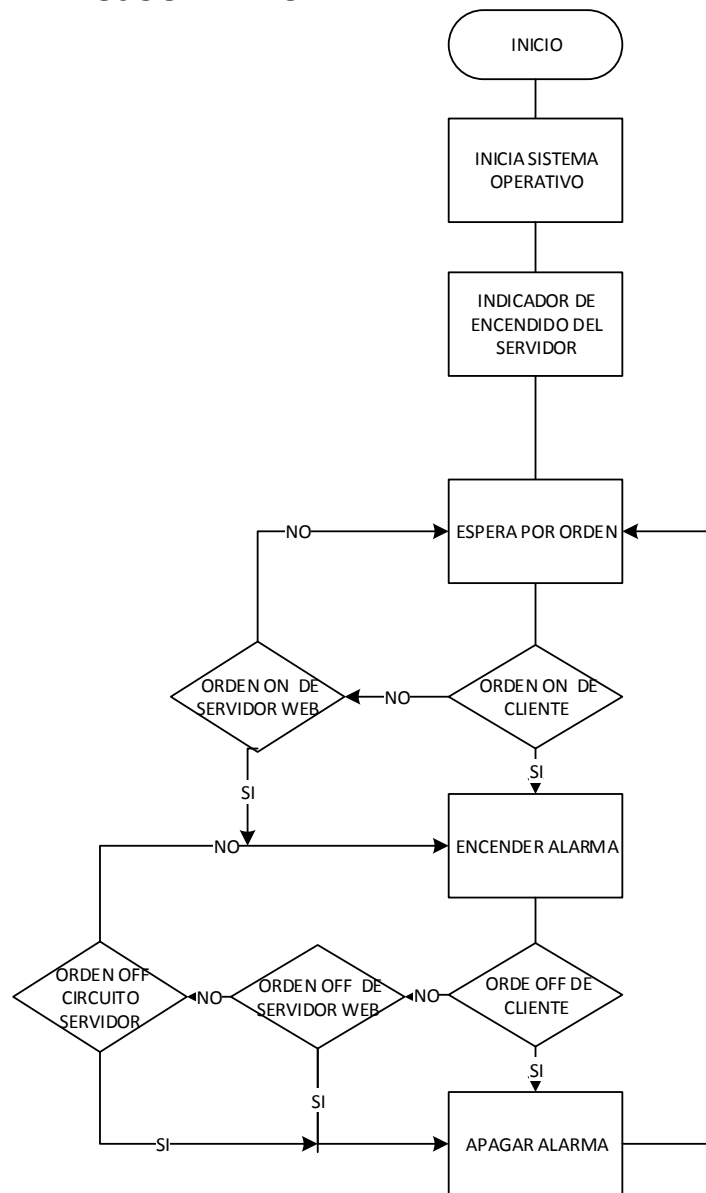 INICIO
INICIA SISTEMA
OPERATIVO
INDICADOR DE
ENCENDIDO DEL
SERVIDOR
NO
ESPERA POR ORDEN
ORDEN ON DE
SERVIDOR WEB
NO
ORDEN ON DE
CLIENTE
SI
SI
NO
ENCENDER ALARMA
ORDEN OFF
CIRCUITO
SERVIDOR
NO
ORDEN OFF DE
SERVIDOR WEB
NO
ORDE OFF DE
CLIENTE
SI
SI
SI
APAGAR ALARMA